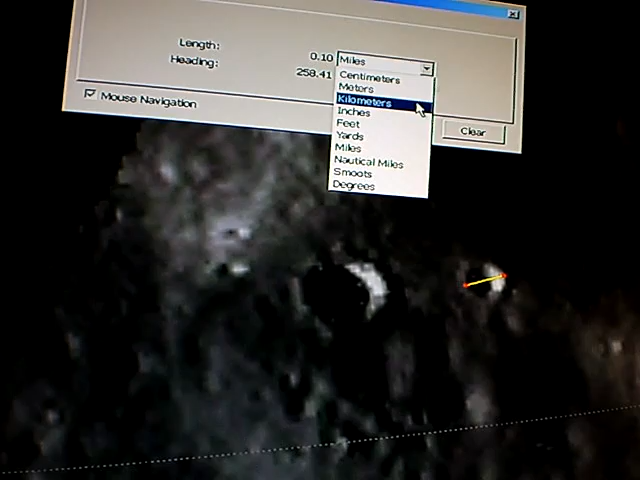 Length: 0.10 Miles
Heading: 258.41
Centimeters
Meters
Kilometers
Inches
Feet
Yards
Miles
Nautical Miles
Smoots
Degrees
Mouse Navigation
Clear